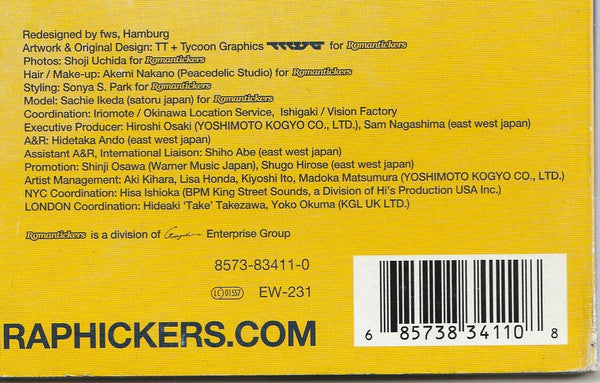 Redesigned by fws, Hamburg
Artwork & Original Design: TT + Tycoon Graphics for Romantickers
Photos: Shoji Uchida for Romantickers
Hair / Make-up: Akemi Nakano (Peacedelic Studio) for Romantickers
Styling: Sonya S. Park for Romantickers
Model: Sachie Ikeda (satoru japan) for Romantickers
Coordination: Iriomote / Okinawa Location Service, Ishigaki / Vision Factory
Executive Producer: Hiroshi Osaki (YOSHIMOTO KOGYO CO., LTD.), Sam Nagashima (east west japan)
A&R: Hidetaka Ando (east west japan)
Assistant A&R, International Liaison: Shiho Abe (east west japan)
Promotion: Shinji Osawa (Warner Music Japan), Shugo Hirose (east west japan)
Artist Management: Aki Kihara, Lisa Honda, Kiyoshi Ito, Madoka Matsumura (YOSHIMOTO KOGYO CO., LTD.)
NYC Coordination: Hisa Ishioka (BPM King Street Sounds, a Division of Hi's Production USA Inc.)
LONDON Coordination: Hideaki 'Take' Takezawa, Yoko Okuma (KGL UK LTD.)
Romantickers is a division of Enterprise Group
8573-83411-0
LC 01557 EW-231
RAPHICKERS.COM
6 85738 34110 8